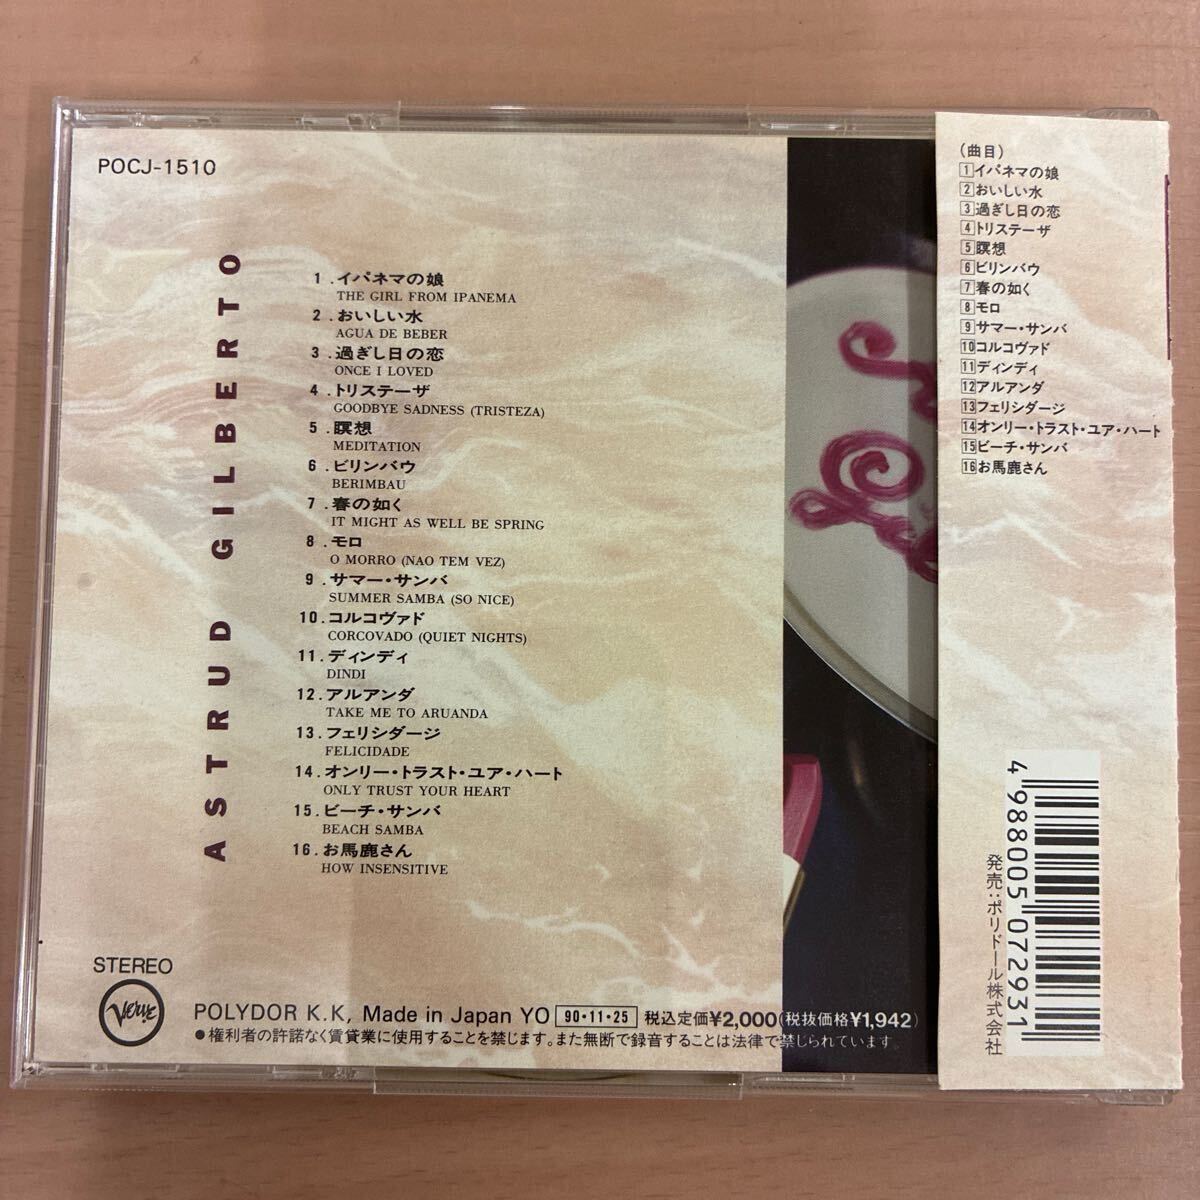 POCJ-1510
ASTRUD GILBERTO
1.イパネマの娘
THE GIRL FROM IPANEMA
2.おいしい水
AGUA DE BEBER
3.過ぎし日の恋
ONCE I LOVED
4.トリステーザ
GOODBYE SADNESS (TRISTEZA)
5.瞑想
MEDITATION
6.ビリンバウ
BERIMBAU
7.春の如く
IT MIGHT AS WELL BE SPRING
8.モロ
O MORRO (NAO TEM VEZ)
9.サマー・サンバ
SUMMER SAMBA (SO NICE)
10.コルコヴァド
CORCOVADO (QUIET NIGHTS)
11.ディンディ
DINDI
12.アルアンダ
TAKE ME TO ARUANDA
13.フェリシダージ
FELICIDADE
14.オンリー・トラスト・ユア・ハート
ONLY TRUST YOUR HEART
15.ビーチ・サンバ
BEACH SAMBA
16.お馬鹿さん
HOW INSENSITIVE
STEREO
Verve
POLYDOR K.K, Made in Japan YO 90・11・25 税込定価¥2,000(税抜価格¥1,942)
●権利者の許諾なく賃貸業に使用することを禁じます。また無断で録音することは法律で禁じられています。
(曲目)
1イパネマの娘
2おいしい水
3過ぎし日の恋
4トリステーザ
5瞑想
6ビリンバウ
7春の如く
8モロ
9サマー・サンバ
10コルコヴァド
11ディンディ
12アルアンダ
13フェリシダージ
14オンリー・トラスト・ユア・ハート
15ビーチ・サンバ
16お馬鹿さん
4988005072931
発売:ポリドール株式会社